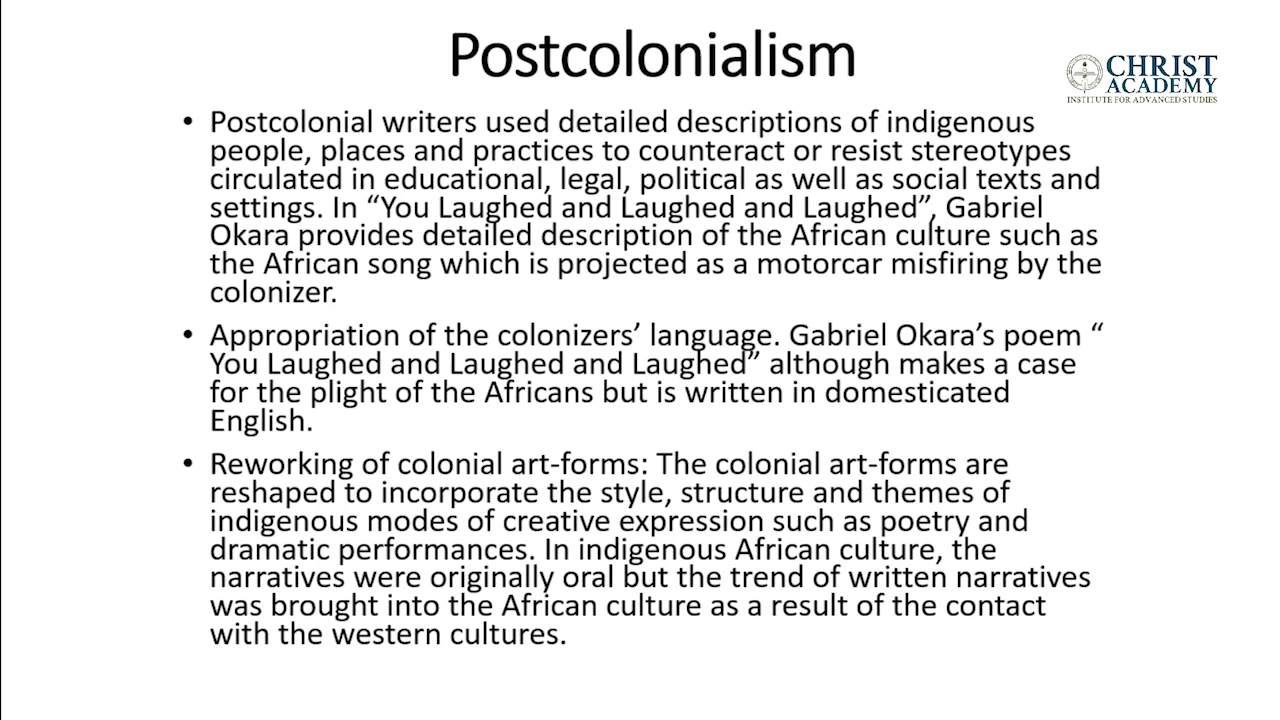 Postcolonialism
CHRIST
ACADEMY
INSTITUTE FOR ADVANCED STUDIES
• Postcolonial writers used detailed descriptions of indigenous
people, places and practices to counteract or resist stereotypes
circulated in educational, legal, political as well as social texts and
settings. In “You Laughed and Laughed and Laughed”, Gabriel
Okara provides detailed description of the African culture such as
the African song which is projected as a motorcar misfiring by the
colonizer.
• Appropriation of the colonizers’ language. Gabriel Okara’s poem “
You Laughed and Laughed and Laughed” although makes a case
for the plight of the Africans but is written in domesticated
English.
• Reworking of colonial art-forms: The colonial art-forms are
reshaped to incorporate the style, structure and themes of
indigenous modes of creative expression such as poetry and
dramatic performances. In indigenous African culture, the
narratives were originally oral but the trend of written narratives
was brought into the African culture as a result of the contact
with the western cultures.